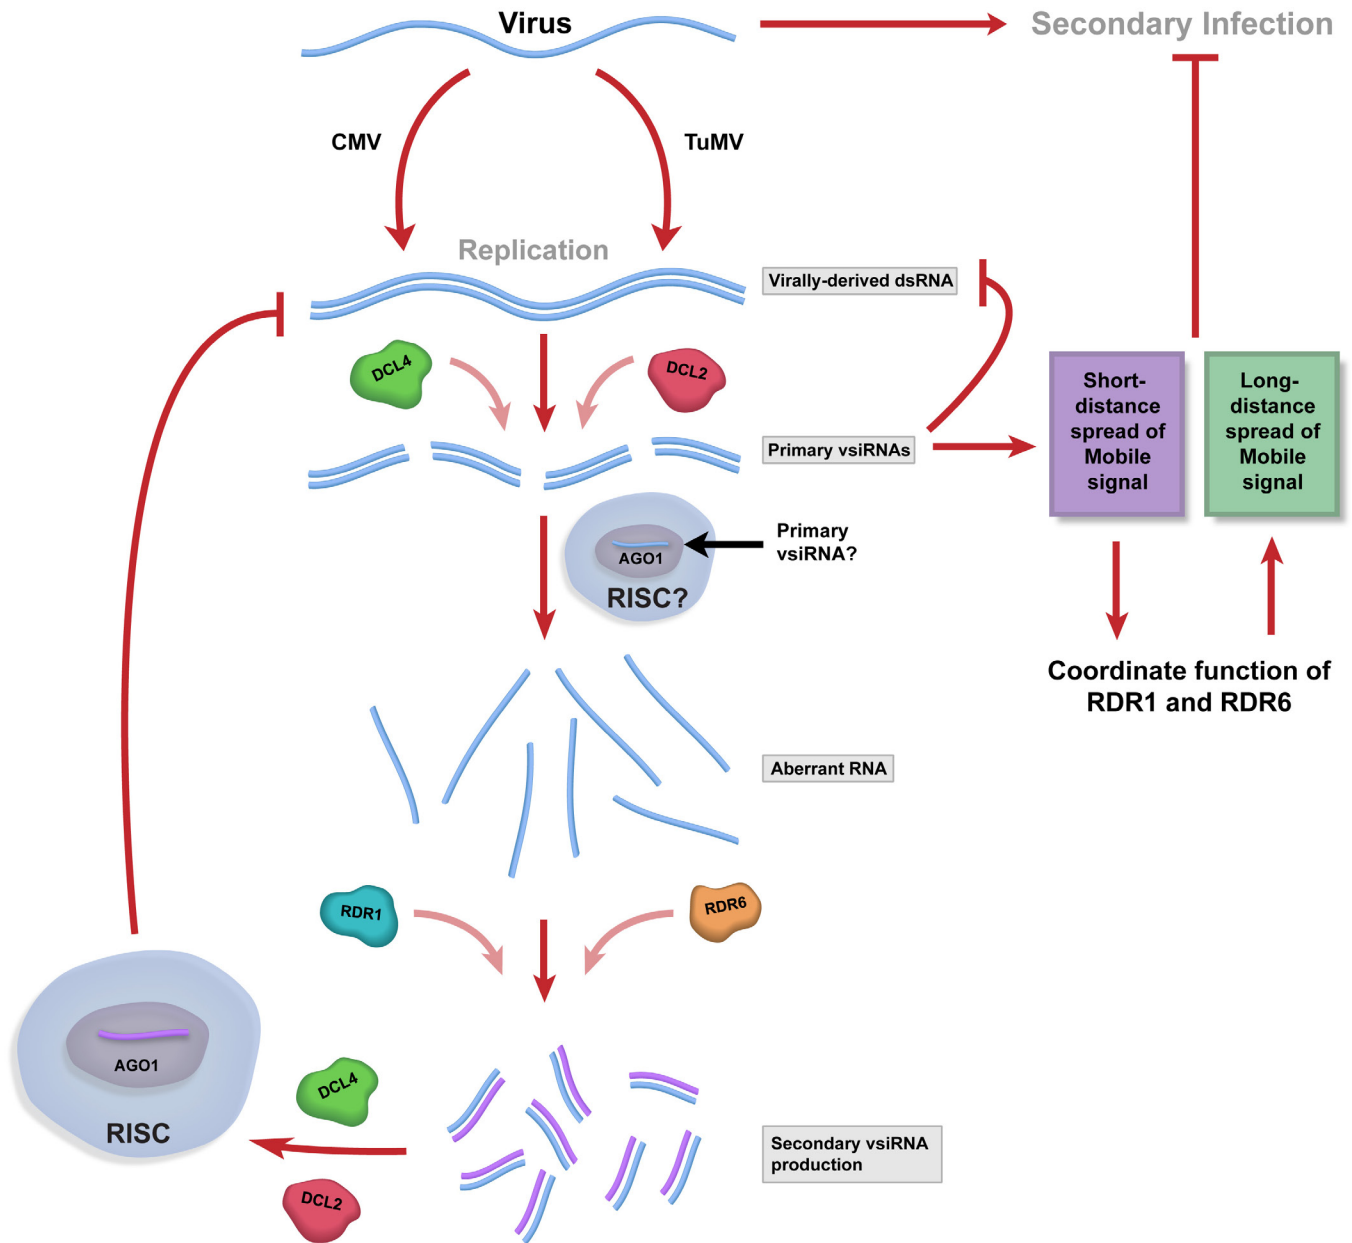 Virus
Secondary Infection
CMV
TuMV
Replication
Virally-derived dsRNA
DCL4
DCL2
Short-
distance
spread of
Mobile
signal
Long-
distance
spread of
Mobile
signal
Primary vsiRNAs
Primary
vsiRNA?
AGO1
RISC?
Coordinate function of
RDR1 and RDR6
Aberrant RNA
RDR1
RDR6
AGO1
RISC
DCL4
DCL2
Secondary vsiRNA
production